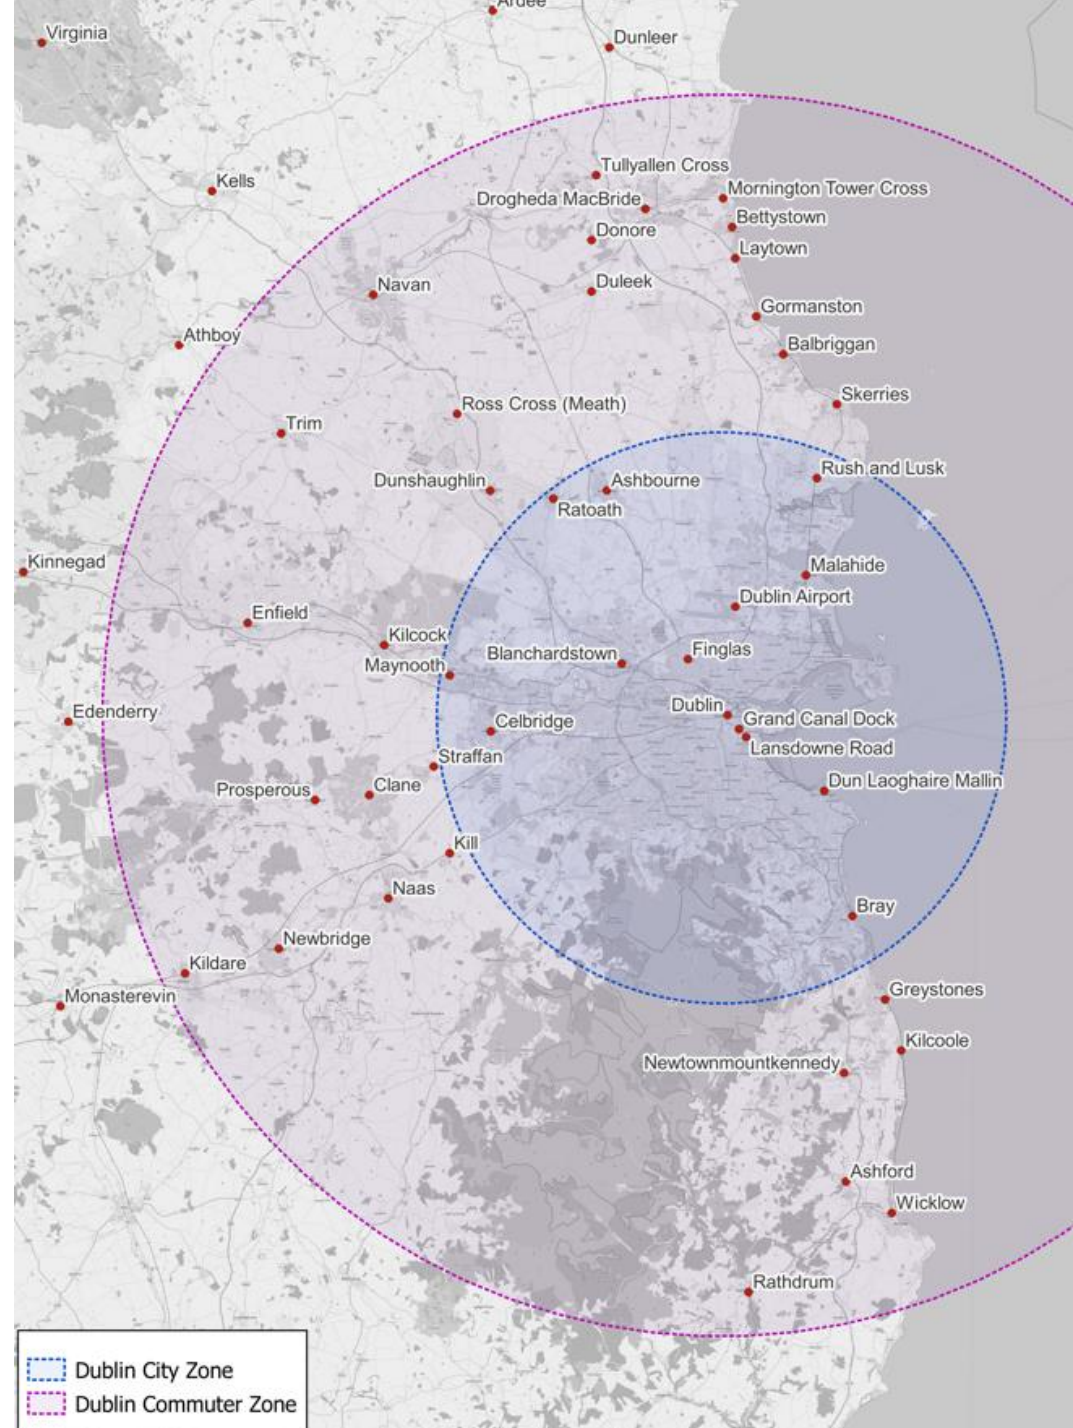 Ardee
Virginia
Dunleer
Tullyallen Cross
Kells
Mornington Tower Cross
Drogheda MacBride
Bettystown
Donore
Laytown
Navan
Duleek
Gormanston
Athboy
Balbriggan
Skerries
Ross Cross (Meath)
Trim
Rush and Lusk
Dunshaughlin
Ashbourne
Ratoath
Kinnegad
Malahide
Dublin Airport
Enfield
Kilcock
Finglas
Blanchardstown
Maynooth
Dublin
Edenderry
Grand Canal Dock
Celbridge
Lansdowne Road
Straffan
Dun Laoghaire Mallin
Clane
Prosperous
Kill
Naas
Bray
Newbridge
Kildare
Greystones
Monasterevin
Kilcoole
Newtownmountkennedy
Ashford
Wicklow
Rathdrum
Dublin City Zone
Dublin Commuter Zone